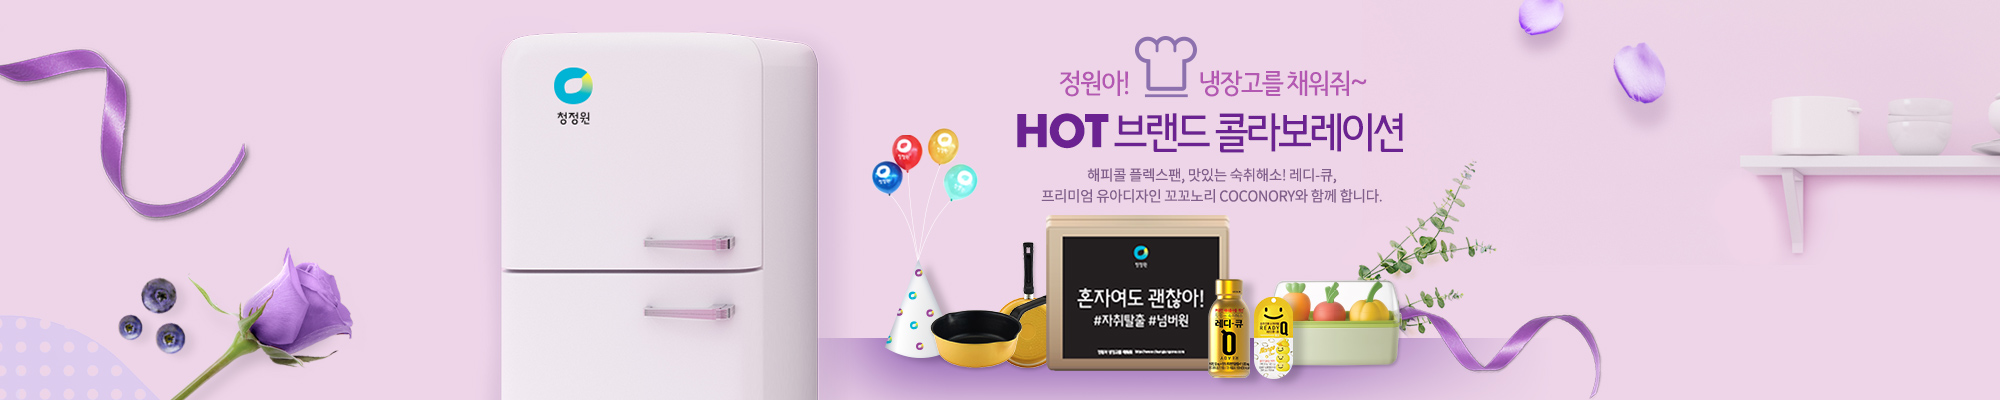 청정원
정원아! 냉장고를 채워줘~
HOT 브랜드 콜라보레이션
해피콜 플렉스팬, 맛있는 숙취해소! 레디-큐,
프리미엄 유아디자인 꼬꼬노리 COCONORY와 함께 합니다.
청정원
혼자여도 괜찮아!
#자취탈출 #넘버원
레디-큐
READY Q